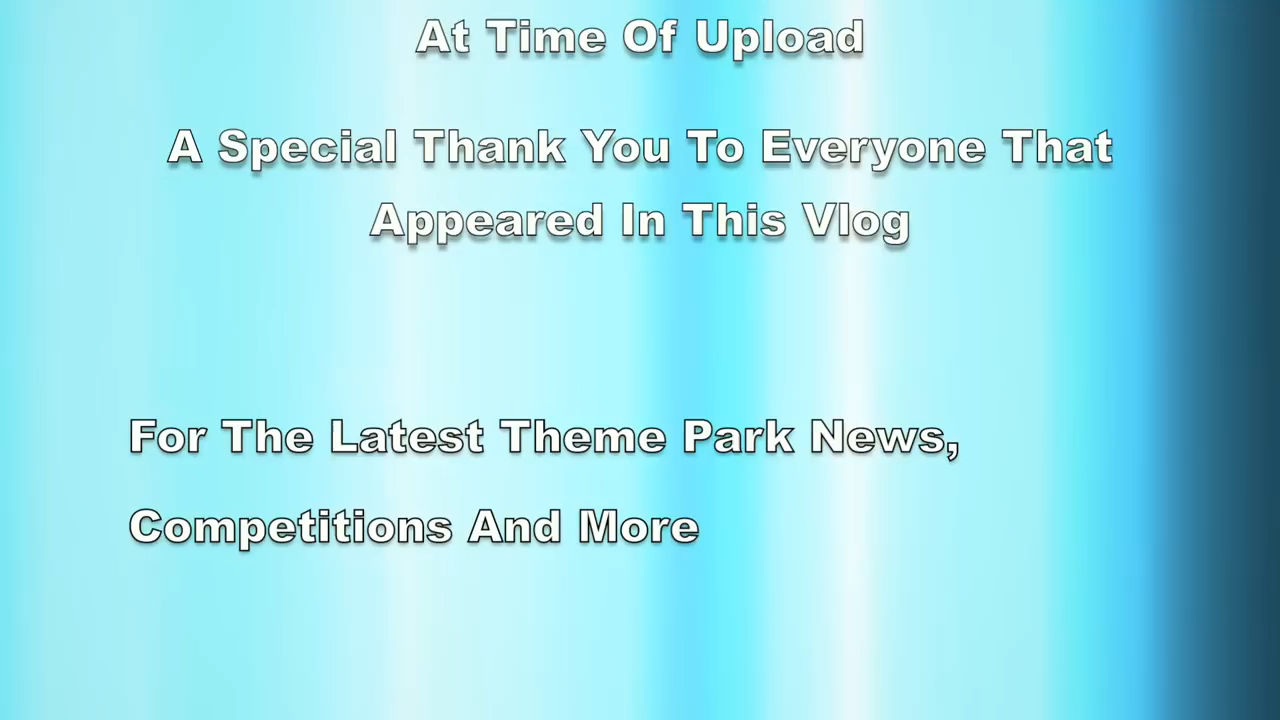 At Time Of Upload
A Special Thank You To Everyone That
Appeared In This Vlog
For The Latest Theme Park News,
Competitions And More